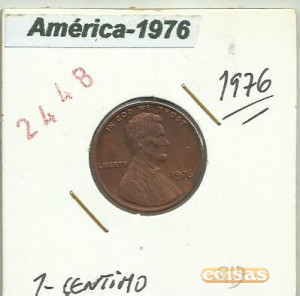 América-1976
2448
1976
IN GOD WE TRUST
LIBERTY
1976
1- CENTIMO
coisas